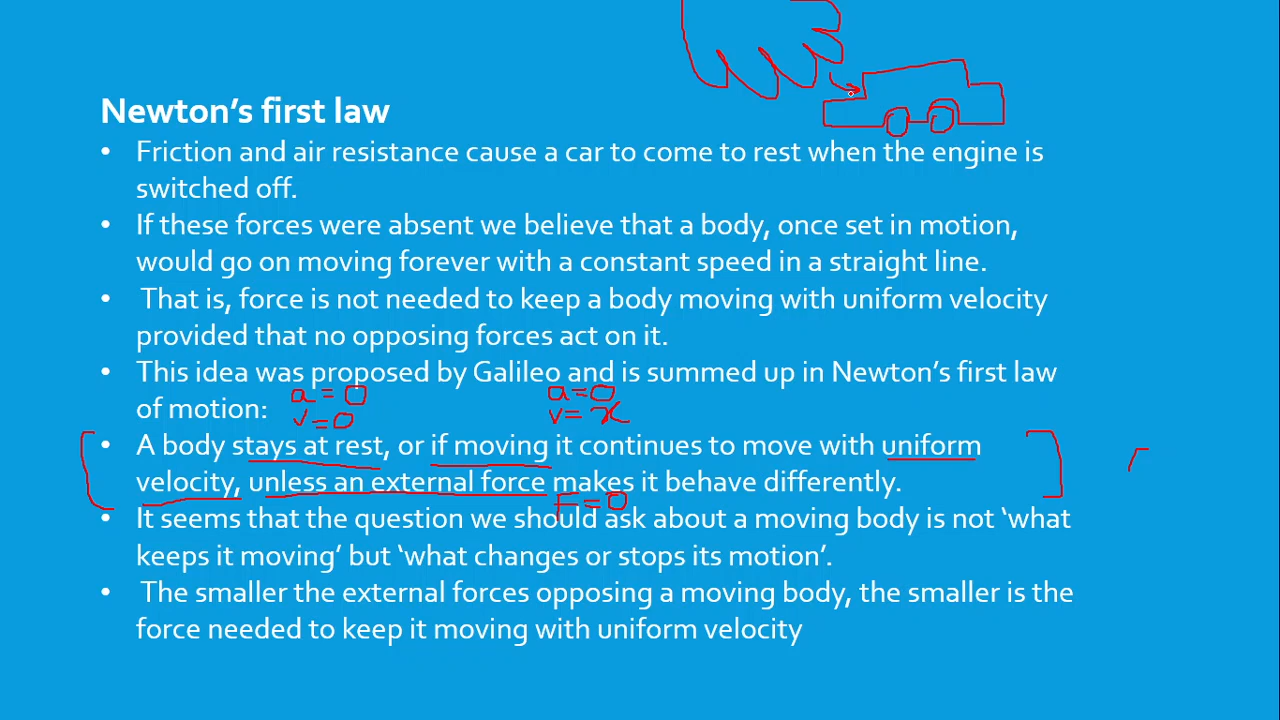 Newton's first law
• Friction and air resistance cause a car to come to rest when the engine is
switched off.
• If these forces were absent we believe that a body, once set in motion,
would go on moving forever with a constant speed in a straight line.
• That is, force is not needed to keep a body moving with uniform velocity
provided that no opposing forces act on it.
• This idea was proposed by Galileo and is summed up in Newton's first law
a = 0 a=0
of motion:
v=0 v= x
• A body stays at rest, or if moving it continues to move with uniform
velocity, unless an external force makes it behave differently.
F=0
• It seems that the question we should ask about a moving body is not ‘what
keeps it moving’ but ‘what changes or stops its motion’.
• The smaller the external forces opposing a moving body, the smaller is the
force needed to keep it moving with uniform velocity